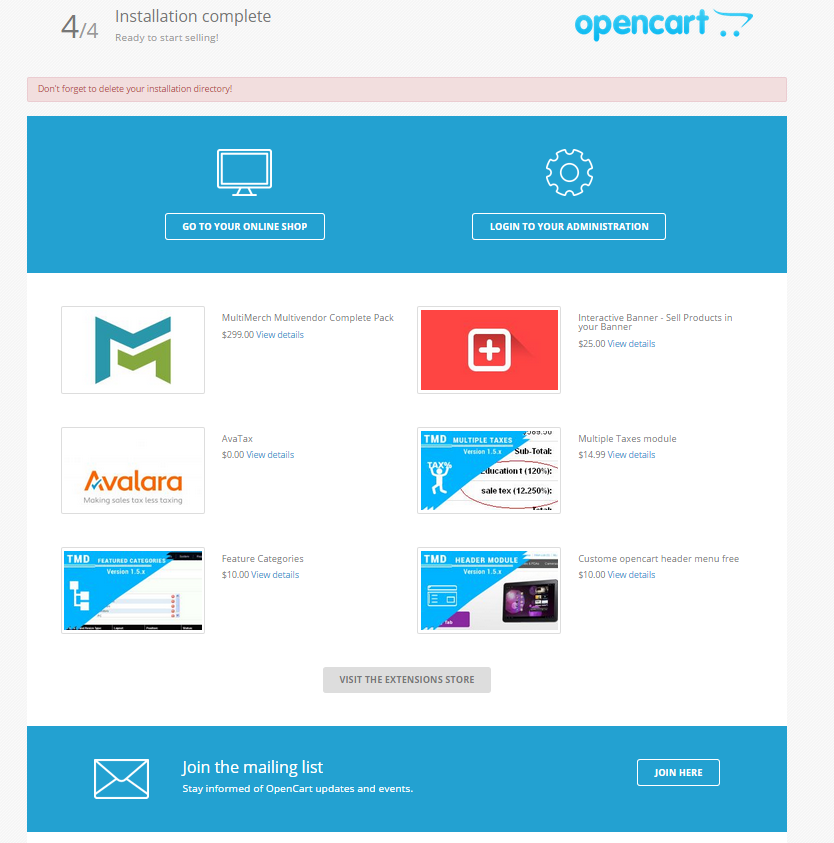 4/4
Installation complete
Ready to start selling!
opencart
Don't forget to delete your installation directory!
GO TO YOUR ONLINE SHOP
LOGIN TO YOUR ADMINISTRATION
MultiMerch Multivendor Complete Pack
$299.00 View details
Interactive Banner - Sell Products in
your Banner
$25.00 View details
Avalara
Making sales tax less taxing
AvaTax
$0.00 View details
TMD MULTIPLE TAXES
Version 1.5.x
TAX%
Sub-Total:
ducation t (120%):
sale tex (12.250%):
Total:
Multiple Taxes module
$14.99 View details
TMD FEATURED CATEGORIES
Version 1.5.x
Feature Categories
$10.00 View details
TMD HEADER MODULE
Version 1.5.x
Tab
Custome opencart header menu free
$10.00 View details
VISIT THE EXTENSIONS STORE
Join the mailing list
Stay informed of OpenCart updates and events.
JOIN HERE